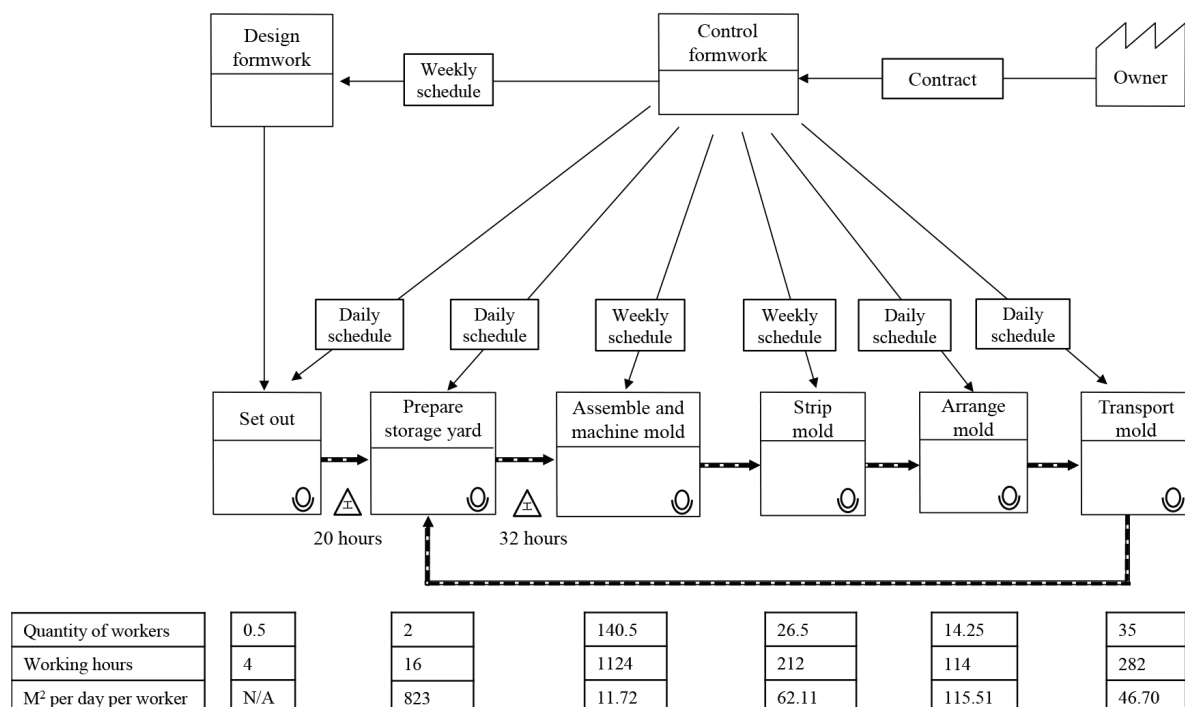 Design
formwork
Weekly
schedule
Control
formwork
Contract
Owner
Daily
schedule
Daily
schedule
Weekly
schedule
Weekly
schedule
Daily
schedule
Daily
schedule
Set out
Prepare
storage yard
Assemble and
machine mold
Strip
mold
Arrange
mold
Transport
mold
I
I
20 hours
32 hours
Quantity of workers 0.5 2 140.5 26.5 14.25 35
Working hours 4 16 1124 212 114 282
M² per day per worker N/A 823 11.72 62.11 115.51 46.70